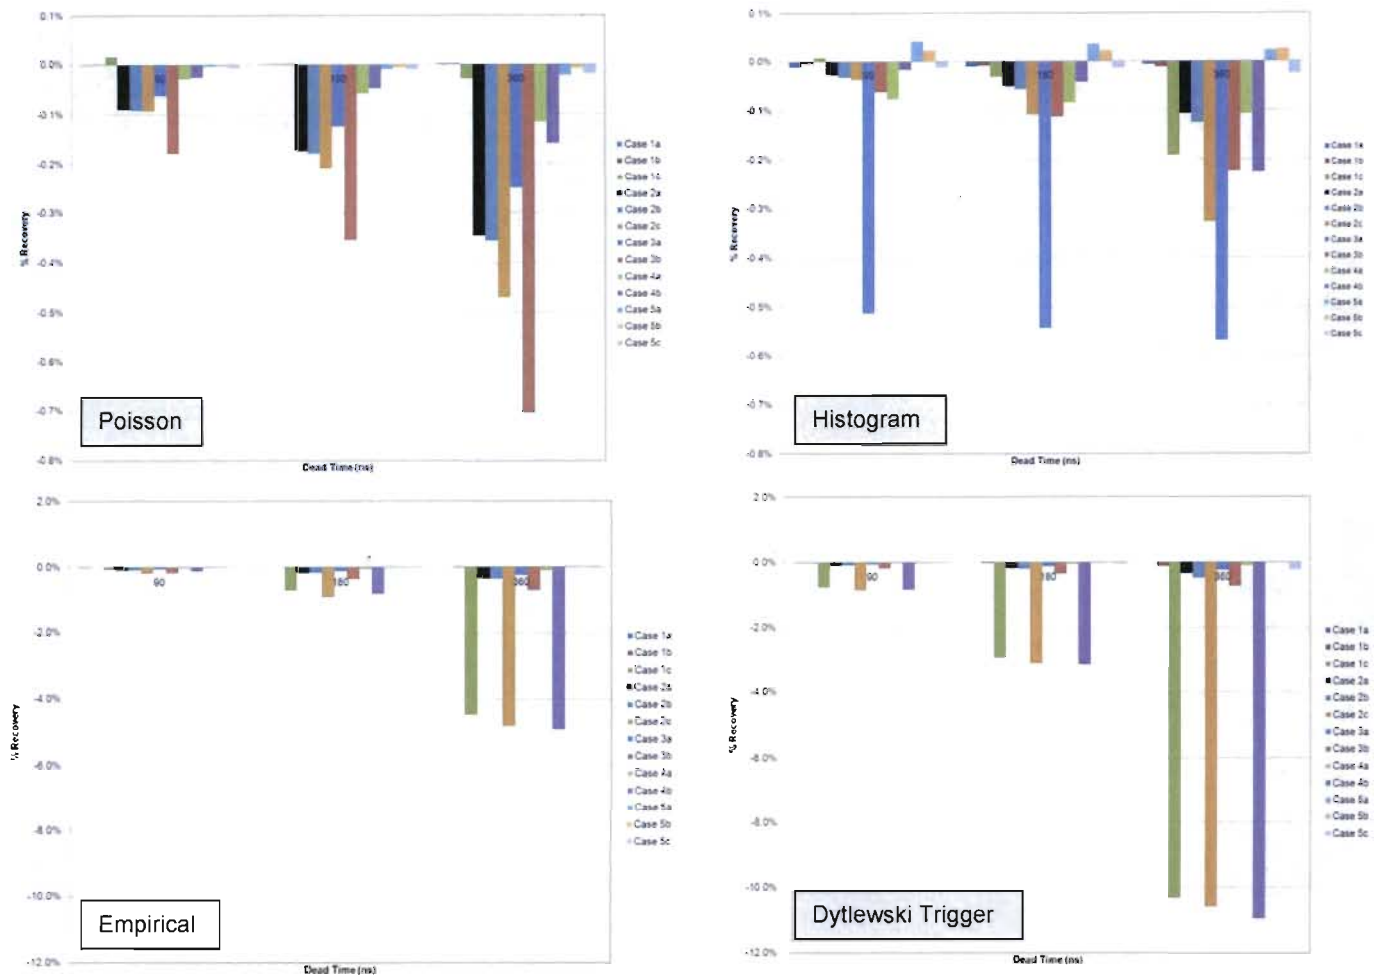 0.1%
0.0%
-0.1%
-0.2%
-0.3%
-0.4%
-0.5%
-0.6%
-0.7%
-0.8%
% Recovery
90
180
360
Dead Time (ns)
Poisson
Case 1a
Case 1b
Case 1c
Case 2a
Case 2b
Case 2c
Case 3a
Case 3b
Case 4a
Case 4b
Case 5a
Case 5b
Case 5c
0.1%
0.0%
-0.1%
-0.2%
-0.3%
-0.4%
-0.5%
-0.6%
-0.7%
-0.8%
% Recovery
90
180
360
Dead Time (ns)
Histogram
Case 1a
Case 1b
Case 1c
Case 2a
Case 2b
Case 2c
Case 3a
Case 3b
Case 4a
Case 4b
Case 5a
Case 5b
Case 5c
2.0%
0.0%
-2.0%
-4.0%
-6.0%
-8.0%
-10.0%
-12.0%
% Recovery
90
180
360
Dead Time (ns)
Empirical
Case 1a
Case 1b
Case 1c
Case 2a
Case 2b
Case 2c
Case 3a
Case 3b
Case 4a
Case 4b
Case 5a
Case 5b
Case 5c
2.0%
0.0%
-2.0%
-4.0%
-6.0%
-8.0%
-10.0%
-12.0%
% Recovery
90
180
360
Dead Time (ns)
Dytlewski Trigger
Case 1a
Case 1b
Case 1c
Case 2a
Case 2b
Case 2c
Case 3a
Case 3b
Case 4a
Case 4b
Case 5a
Case 5b
Case 5c